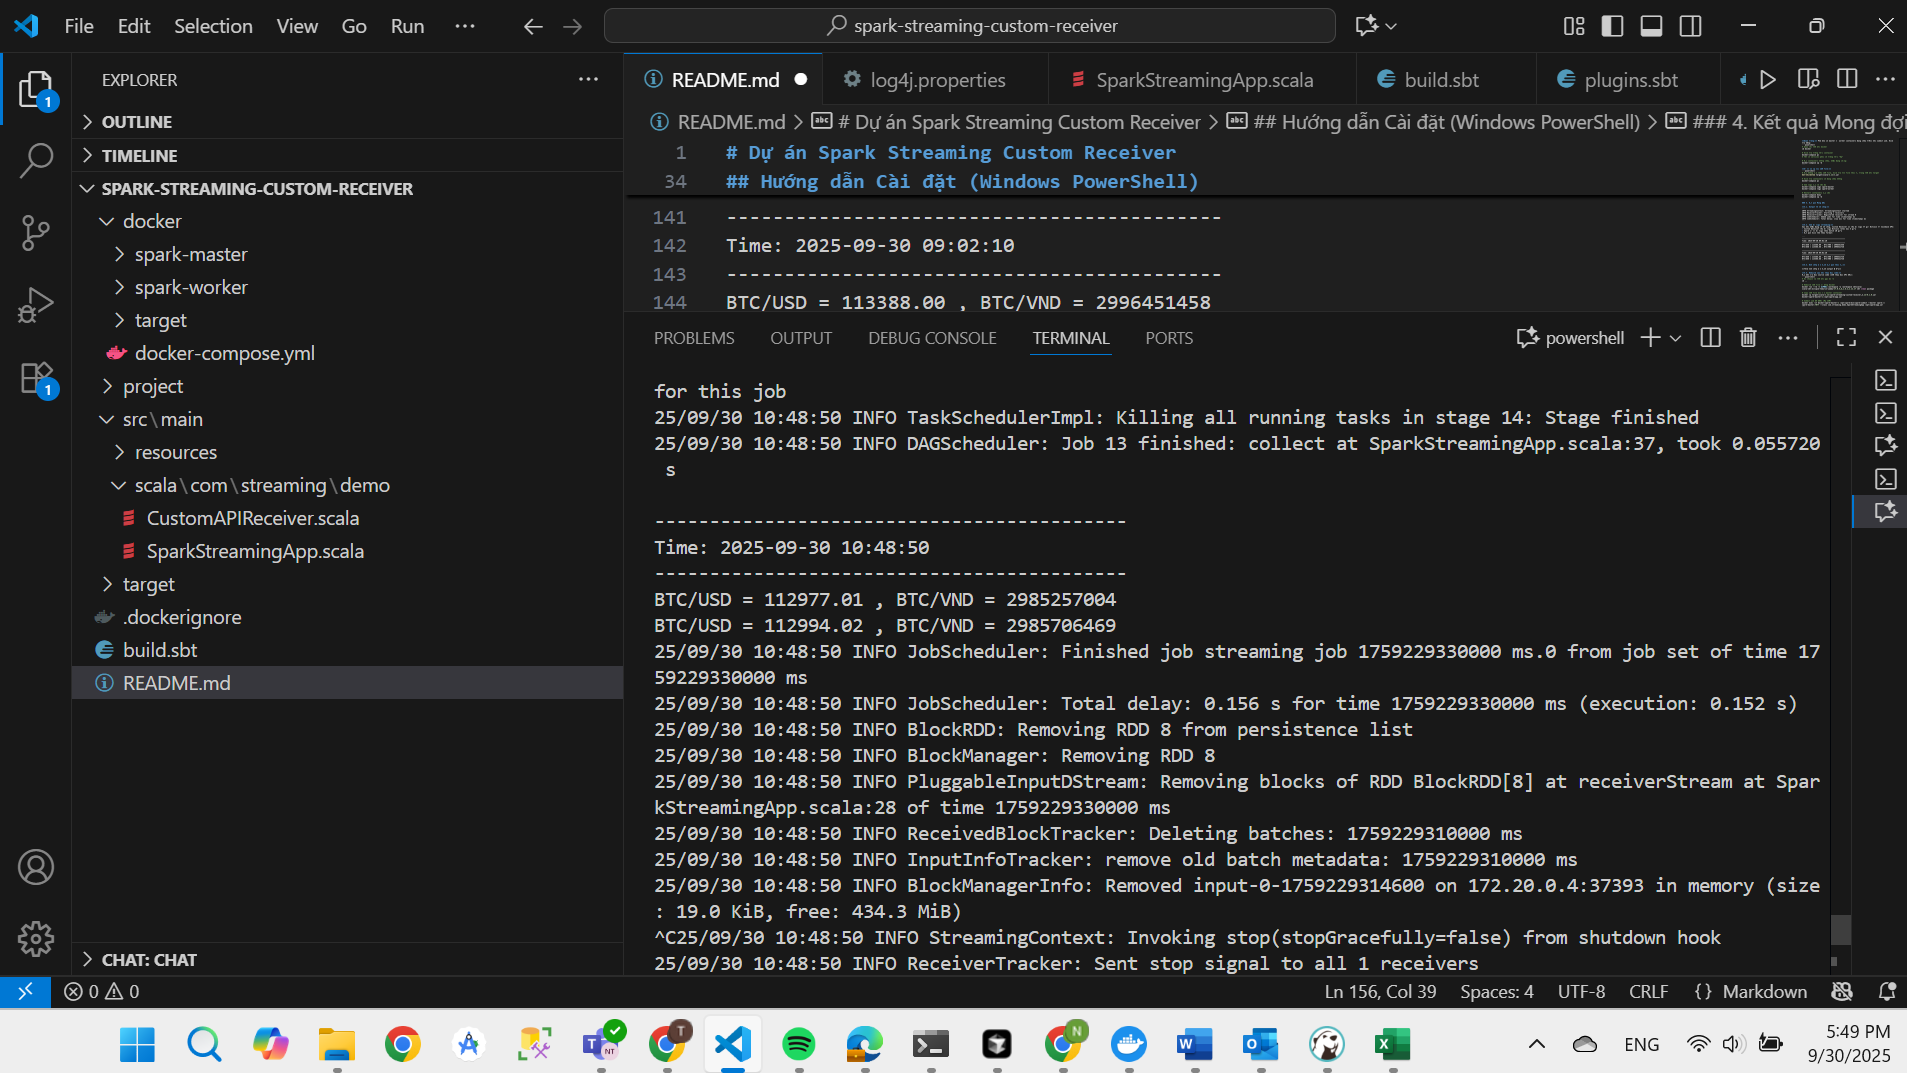 File Edit Selection View Go Run ···
spark-streaming-custom-receiver
EXPLORER
OUTLINE
TIMELINE
SPARK-STREAMING-CUSTOM-RECEIVER
docker
spark-master
spark-worker
target
docker-compose.yml
project
src\main
resources
scala\com\streaming\demo
CustomAPIReceiver.scala
SparkStreamingApp.scala
target
.dockerignore
build.sbt
README.md
CHAT: CHAT
1
1
README.md log4j.properties SparkStreamingApp.scala build.sbt plugins.sbt
README.md > # Dự án Spark Streaming Custom Receiver > ## Hướng dẫn Cài đặt (Windows PowerShell) > ### 4. Kết quả Mong đợi
1 # Dự án Spark Streaming Custom Receiver
34 ## Hướng dẫn Cài đặt (Windows PowerShell)
141 -------------------------------------------
142 Time: 2025-09-30 09:02:10
143 -------------------------------------------
144 BTC/USD = 113388.00 , BTC/VND = 2996451458
PROBLEMS OUTPUT DEBUG CONSOLE TERMINAL PORTS
powershell
for this job
25/09/30 10:48:50 INFO TaskSchedulerImpl: Killing all running tasks in stage 14: Stage finished
25/09/30 10:48:50 INFO DAGScheduler: Job 13 finished: collect at SparkStreamingApp.scala:37, took 0.055720
s
-------------------------------------------
Time: 2025-09-30 10:48:50
-------------------------------------------
BTC/USD = 112977.01 , BTC/VND = 2985257004
BTC/USD = 112994.02 , BTC/VND = 2985706469
25/09/30 10:48:50 INFO JobScheduler: Finished job streaming job 1759229330000 ms.0 from job set of time 17
59229330000 ms
25/09/30 10:48:50 INFO JobScheduler: Total delay: 0.156 s for time 1759229330000 ms (execution: 0.152 s)
25/09/30 10:48:50 INFO BlockRDD: Removing RDD 8 from persistence list
25/09/30 10:48:50 INFO BlockManager: Removing RDD 8
25/09/30 10:48:50 INFO PluggableInputDStream: Removing blocks of RDD BlockRDD[8] at receiverStream at Spar
kStreamingApp.scala:28 of time 1759229330000 ms
25/09/30 10:48:50 INFO ReceivedBlockTracker: Deleting batches: 1759229310000 ms
25/09/30 10:48:50 INFO InputInfoTracker: remove old batch metadata: 1759229310000 ms
25/09/30 10:48:50 INFO BlockManagerInfo: Removed input-0-1759229314600 on 172.20.0.4:37393 in memory (size
: 19.0 KiB, free: 434.3 MiB)
^C25/09/30 10:48:50 INFO StreamingContext: Invoking stop(stopGracefully=false) from shutdown hook
25/09/30 10:48:50 INFO ReceiverTracker: Sent stop signal to all 1 receivers
0 0
Ln 156, Col 39 Spaces: 4 UTF-8 CRLF {} Markdown
ENG
5:49 PM
9/30/2025